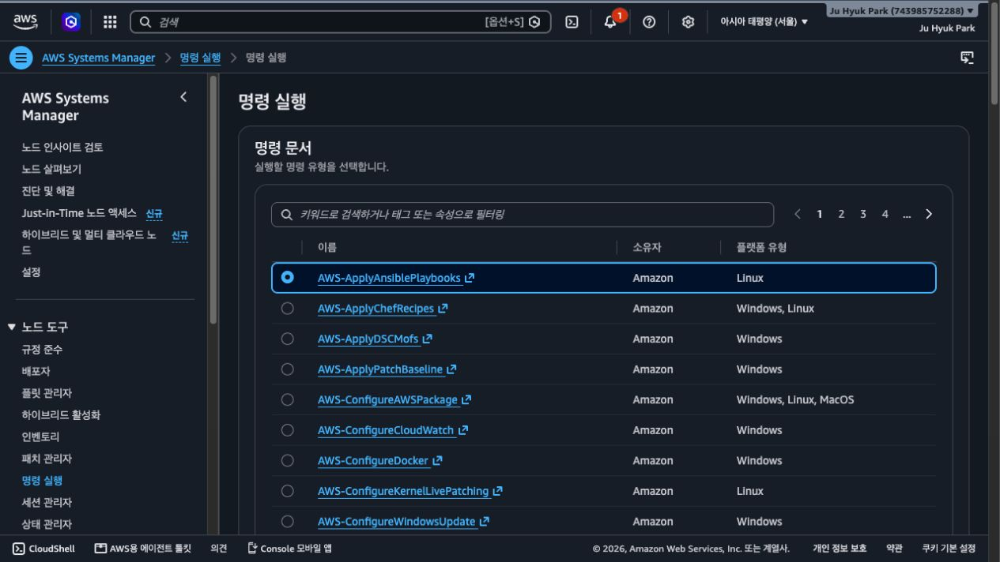 aws
검색
[옵션+S]
1
아시아 태평양 (서울) ▼
Ju Hyuk Park (743985752288) ▼
Ju Hyuk Park
AWS Systems Manager
명령 실행
명령 실행
AWS Systems
Manager
노드 인사이트 검토
노드 살펴보기
진단 및 해결
Just-in-Time 노드 액세스 신규
하이브리드 및 멀티 클라우드 노 신규
드
설정
▼ 노드 도구
규정 준수
배포자
플릿 관리자
하이브리드 활성화
인벤토리
패치 관리자
명령 실행
세션 관리자
상태 관리자
명령 실행
명령 문서
실행할 명령 유형을 선택합니다.
키워드로 검색하거나 태그 또는 속성으로 필터링
1 2 3 4 ...
이름 소유자 플랫폼 유형
AWS-ApplyAnsiblePlaybooks Amazon Linux
AWS-ApplyChefRecipes Amazon Windows, Linux
AWS-ApplyDSCMofs Amazon Windows
AWS-ApplyPatchBaseline Amazon Windows
AWS-ConfigureAWSPackage Amazon Windows, Linux, MacOS
AWS-ConfigureCloudWatch Amazon Windows
AWS-ConfigureDocker Amazon Windows
AWS-ConfigureKernelLivePatching Amazon Linux
AWS-ConfigureWindowsUpdate Amazon Windows
CloudShell
AWS용 에이전트 툴킷
의견
Console 모바일 앱
© 2026, Amazon Web Services, Inc. 또는 계열사.
개인 정보 보호
약관
쿠키 기본 설정